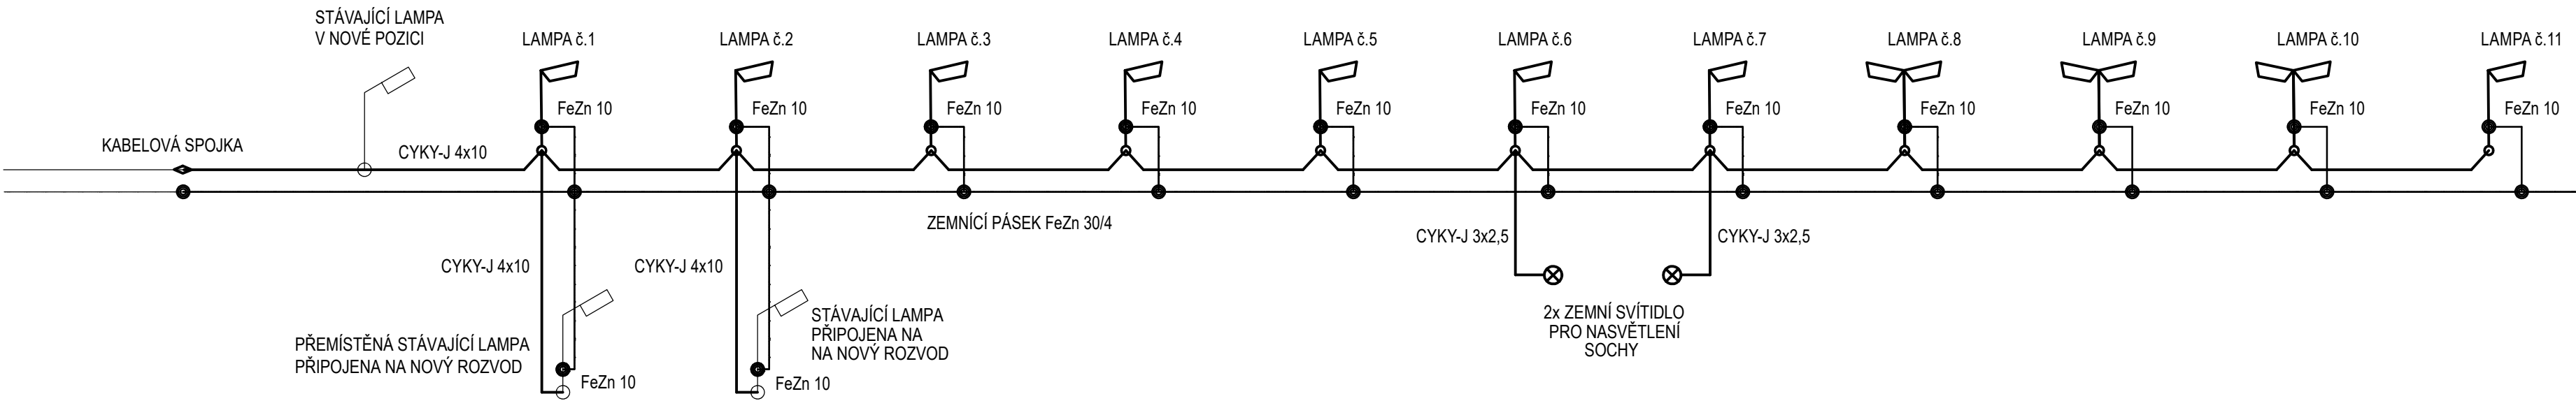 STÁVAJÍCÍ LAMPA
V NOVÉ POZICI
LAMPA č.1
LAMPA č.2
LAMPA č.3
LAMPA č.4
LAMPA č.5
LAMPA č.6
LAMPA č.7
LAMPA č.8
LAMPA č.9
LAMPA č.10
LAMPA č.11
FeZn 10
FeZn 10
FeZn 10
FeZn 10
FeZn 10
FeZn 10
FeZn 10
FeZn 10
FeZn 10
FeZn 10
FeZn 10
KABELOVÁ SPOJKA
CYKY-J 4x10
ZEMNÍCÍ PÁSEK FeZn 30/4
CYKY-J 3x2,5
CYKY-J 3x2,5
CYKY-J 4x10
CYKY-J 4x10
2x ZEMNÍ SVÍTIDLO
PRO NASVĚTLENÍ
SOCHY
STÁVAJÍCÍ LAMPA
PŘIPOJENA NA
NA NOVÝ ROZVOD
PŘEMÍSTĚNÁ STÁVAJÍCÍ LAMPA
PŘIPOJENA NA NOVÝ ROZVOD
FeZn 10
FeZn 10